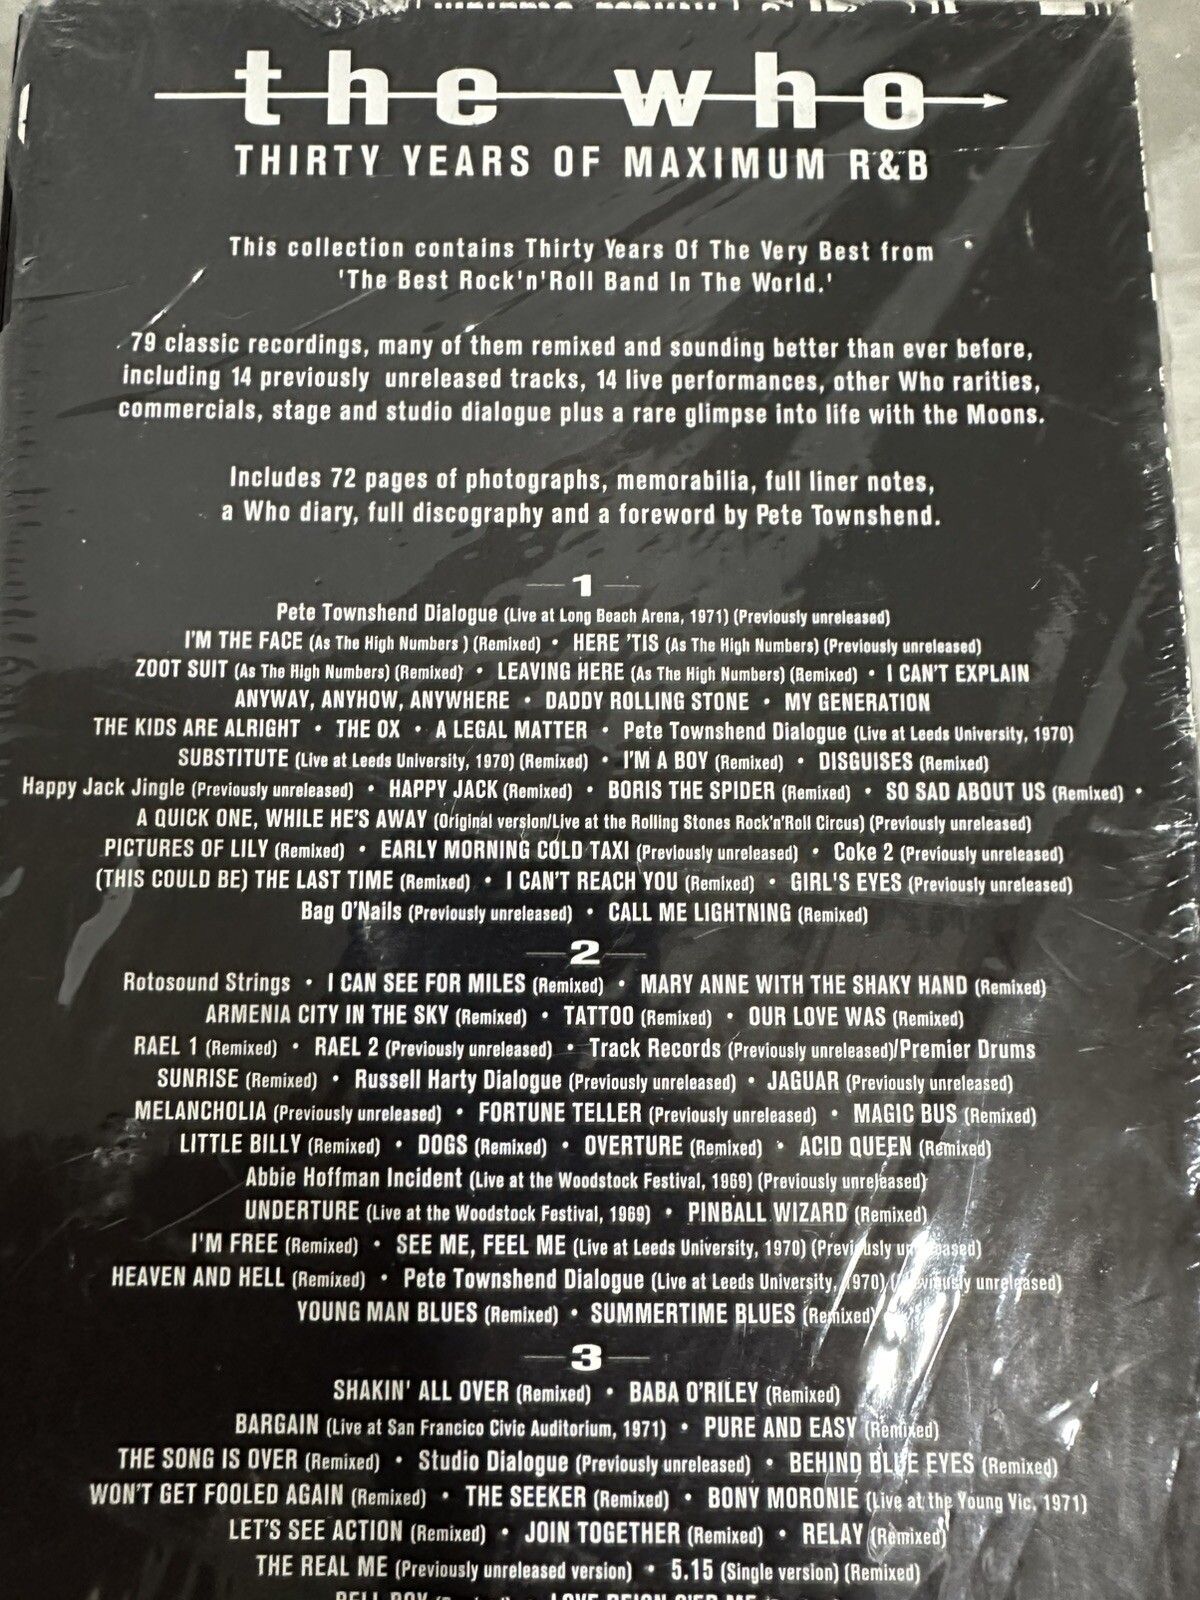 the who
THIRTY YEARS OF MAXIMUM R&B
This collection contains Thirty Years Of The Very Best from
'The Best Rock'n'Roll Band In The World.'
79 classic recordings, many of them remixed and sounding better than ever before,
including 14 previously unreleased tracks, 14 live performances, other Who rarities,
commercials, stage and studio dialogue plus a rare glimpse into life with the Moons.
Includes 72 pages of photographs, memorabilia, full liner notes,
a Who diary, full discography and a foreword by Pete Townshend.
1
Pete Townshend Dialogue (Live at Long Beach Arena, 1971) (Previously unreleased)
I'M THE FACE (As The High Numbers ) (Remixed) • HERE 'TIS (As The High Numbers) (Previously unreleased)
ZOOT SUIT (As The High Numbers) (Remixed) • LEAVING HERE (As The High Numbers) (Remixed) • I CAN'T EXPLAIN
ANYWAY, ANYHOW, ANYWHERE • DADDY ROLLING STONE • MY GENERATION
THE KIDS ARE ALRIGHT • THE OX • A LEGAL MATTER • Pete Townshend Dialogue (Live at Leeds University, 1970)
SUBSTITUTE (Live at Leeds University, 1970) (Remixed) • I'M A BOY (Remixed) • DISGUISES (Remixed)
Happy Jack Jingle (Previously unreleased) • HAPPY JACK (Remixed) • BORIS THE SPIDER (Remixed) • SO SAD ABOUT US (Remixed) •
A QUICK ONE, WHILE HE'S AWAY (Original version/Live at the Rolling Stones Rock'n'Roll Circus) (Previously unreleased)
PICTURES OF LILY (Remixed) • EARLY MORNING COLD TAXI (Previously unreleased) • Coke 2 (Previously unreleased)
(THIS COULD BE) THE LAST TIME (Remixed) • I CAN'T REACH YOU (Remixed) • GIRL'S EYES (Previously unreleased)
Bag O'Nails (Previously unreleased) • CALL ME LIGHTNING (Remixed)
2
Rotosound Strings • I CAN SEE FOR MILES (Remixed) • MARY ANNE WITH THE SHAKY HAND (Remixed)
ARMENIA CITY IN THE SKY (Remixed) • TATTOO (Remixed) • OUR LOVE WAS (Remixed)
RAEL 1 (Remixed) • RAEL 2 (Previously unreleased) • Track Records (Previously unreleased)/Premier Drums
SUNRISE (Remixed) • Russell Harty Dialogue (Previously unreleased) • JAGUAR (Previously unreleased)
MELANCHOLIA (Previously unreleased) • FORTUNE TELLER (Previously unreleased) • MAGIC BUS (Remixed)
LITTLE BILLY (Remixed) • DOGS (Remixed) • OVERTURE (Remixed) • ACID QUEEN (Remixed)
Abbie Hoffman Incident (Live at the Woodstock Festival, 1969) (Previously unreleased)
UNDERTURE (Live at the Woodstock Festival, 1969) • PINBALL WIZARD (Remixed)
I'M FREE (Remixed) • SEE ME, FEEL ME (Live at Leeds University, 1970) (Previously unreleased)
HEAVEN AND HELL (Remixed) • Pete Townshend Dialogue (Live at Leeds University, 1970) (Previously unreleased)
YOUNG MAN BLUES (Remixed) • SUMMERTIME BLUES (Remixed)
3
SHAKIN' ALL OVER (Remixed) • BABA O'RILEY (Remixed)
BARGAIN (Live at San Francico Civic Auditorium, 1971) • PURE AND EASY (Remixed)
THE SONG IS OVER (Remixed) • Studio Dialogue (Previously unreleased) • BEHIND BLUE EYES (Remixed)
WON'T GET FOOLED AGAIN (Remixed) • THE SEEKER (Remixed) • BONY MORONIE (Live at the Young Vic, 1971)
LET'S SEE ACTION (Remixed) • JOIN TOGETHER (Remixed) • RELAY (Remixed)
THE REAL ME (Previously unreleased version) • 5.15 (Single version) (Remixed)
BELL BOY • LOVE REIGN O'ER ME